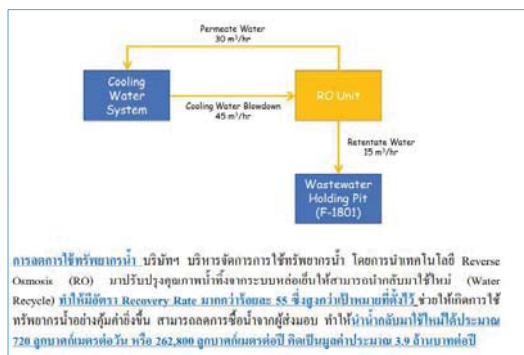 Permeate Water
30 m³/hr
Cooling
Water
System
Cooling Water Blowdown
45 m³/hr
RO Unit
Retentate Water
15 m³/hr
Wastewater
Holding Pit
(F-1801)
การลดการใช้ทรัพยากรน้ำ บริษัทฯ บริหารจัดการการใช้ทรัพยากรน้ำ โดยการนำเทคโนโลยี Reverse
Osmosis (RO) มาปรับปรุงคุณภาพน้ำทิ้งจากระบบหล่อเย็นให้สามารถนำกลับมาใช้ใหม่ (Water
Recycle) ทำให้มีอัตรา Recovery Rate มากกว่าร้อยละ 55 ซึ่งสูงกว่าเป้าหมายที่ตั้งไว้ ช่วยให้เกิดการใช้
ทรัพยากรน้ำอย่างคุ้มค่ายิ่งขึ้น สามารถลดการซื้อน้ำจากผู้ส่งมอบ ทำให้นำน้ำกลับมาใช้ใหม่ได้ประมาณ
720 ลูกบาศก์เมตรต่อวัน หรือ 262,800 ลูกบาศก์เมตรต่อปี คิดเป็นมูลค่าประมาณ 3.9 ล้านบาทต่อปี